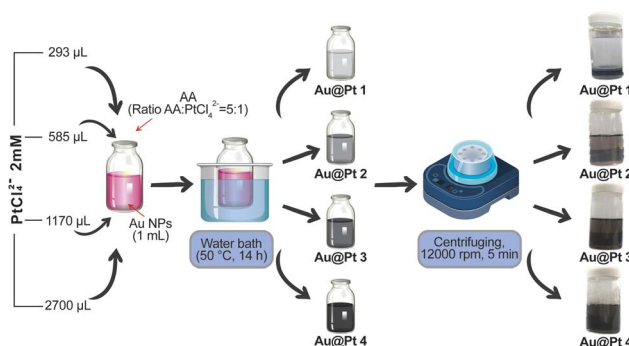 PtCl₄²⁻ 2mM
293 µL
585 µL
1170 µL
2700 µL
AA
(Ratio AA:PtCl₄²⁻=5:1)
Au NPs
(1 mL)
Water bath
(50 °C, 14 h)
Au@Pt 1
Au@Pt 2
Au@Pt 3
Au@Pt 4
Centrifuging,
12000 rpm, 5 min
Au@Pt 1
Au@Pt 2
Au@Pt 3
Au@Pt 4